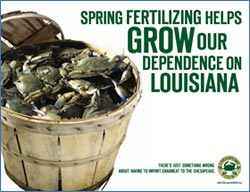 SPRING FERTILIZING HELPS
GROW OUR
DEPENDENCE ON
LOUISIANA
THERE'S JUST SOMETHING WRONG
ABOUT HAVING TO IMPORT CRABMEAT TO THE CHESAPEAKE.